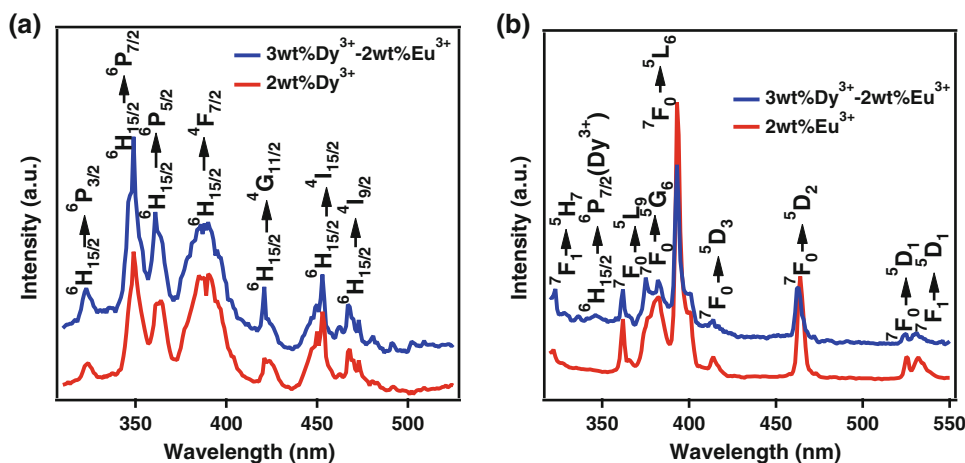 (a)
3wt%Dy³⁺-2wt%Eu³⁺
2wt%Dy³⁺
⁶H₁₅/₂ ⁶P₃/₂
⁶H₁₅/₂ ⁶P₇/₂
⁶H₁₅/₂ ⁶P₅/₂
⁶H₁₅/₂ ⁴F₇/₂
⁶H₁₅/₂ ⁴G₁₁/₂
⁶H₁₅/₂ ⁴I₁₅/₂
⁶H₁₅/₂ ⁴I₉/₂
Intensity (a.u.)
350 400 450 500
Wavelength (nm)
(b)
3wt%Dy³⁺-2wt%Eu³⁺
2wt%Eu³⁺
⁷F₁ ⁵H₇
⁶H₁₅/₂ ⁶P₇/₂(Dy³⁺)
⁷F₀ ⁵L₉
⁷F₀ ⁵G₆
⁷F₀ ⁵L₆
⁷F₀ ⁵D₃
⁷F₀ ⁵D₂
⁷F₀ ⁵D₁
⁷F₁ ⁵D₁
Intensity (a.u.)
350 400 450 500 550
Wavelength (nm)